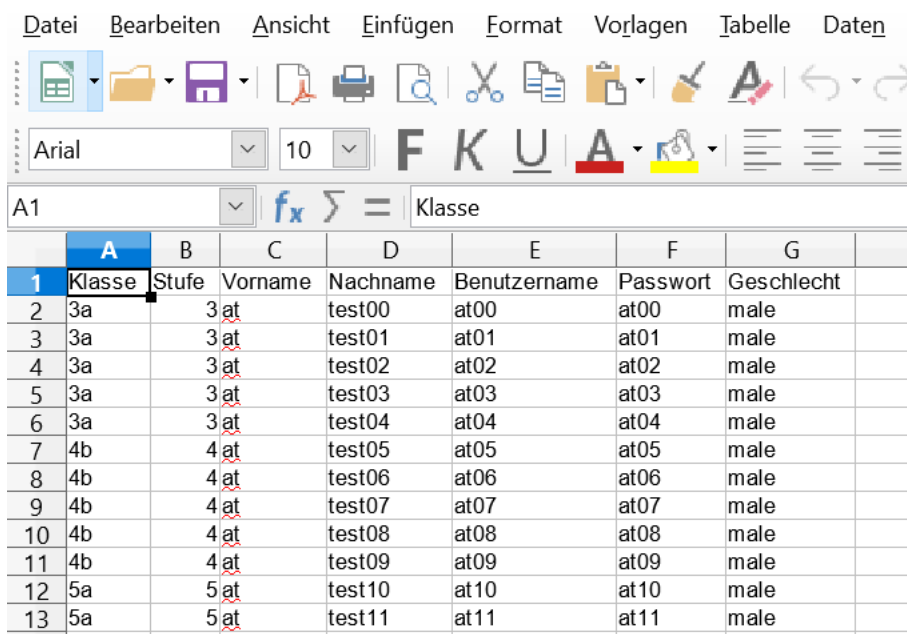 Datei Bearbeiten Ansicht Einfügen Format Vorlagen Tabelle Daten
Arial 10 F K U A
A1 fx Σ = Klasse
A B C D E F G
1 Klasse Stufe Vorname Nachname Benutzername Passwort Geschlecht
2 3a 3 at test00 at00 at00 male
3 3a 3 at test01 at01 at01 male
4 3a 3 at test02 at02 at02 male
5 3a 3 at test03 at03 at03 male
6 3a 3 at test04 at04 at04 male
7 4b 4 at test05 at05 at05 male
8 4b 4 at test06 at06 at06 male
9 4b 4 at test07 at07 at07 male
10 4b 4 at test08 at08 at08 male
11 4b 4 at test09 at09 at09 male
12 5a 5 at test10 at10 at10 male
13 5a 5 at test11 at11 at11 male